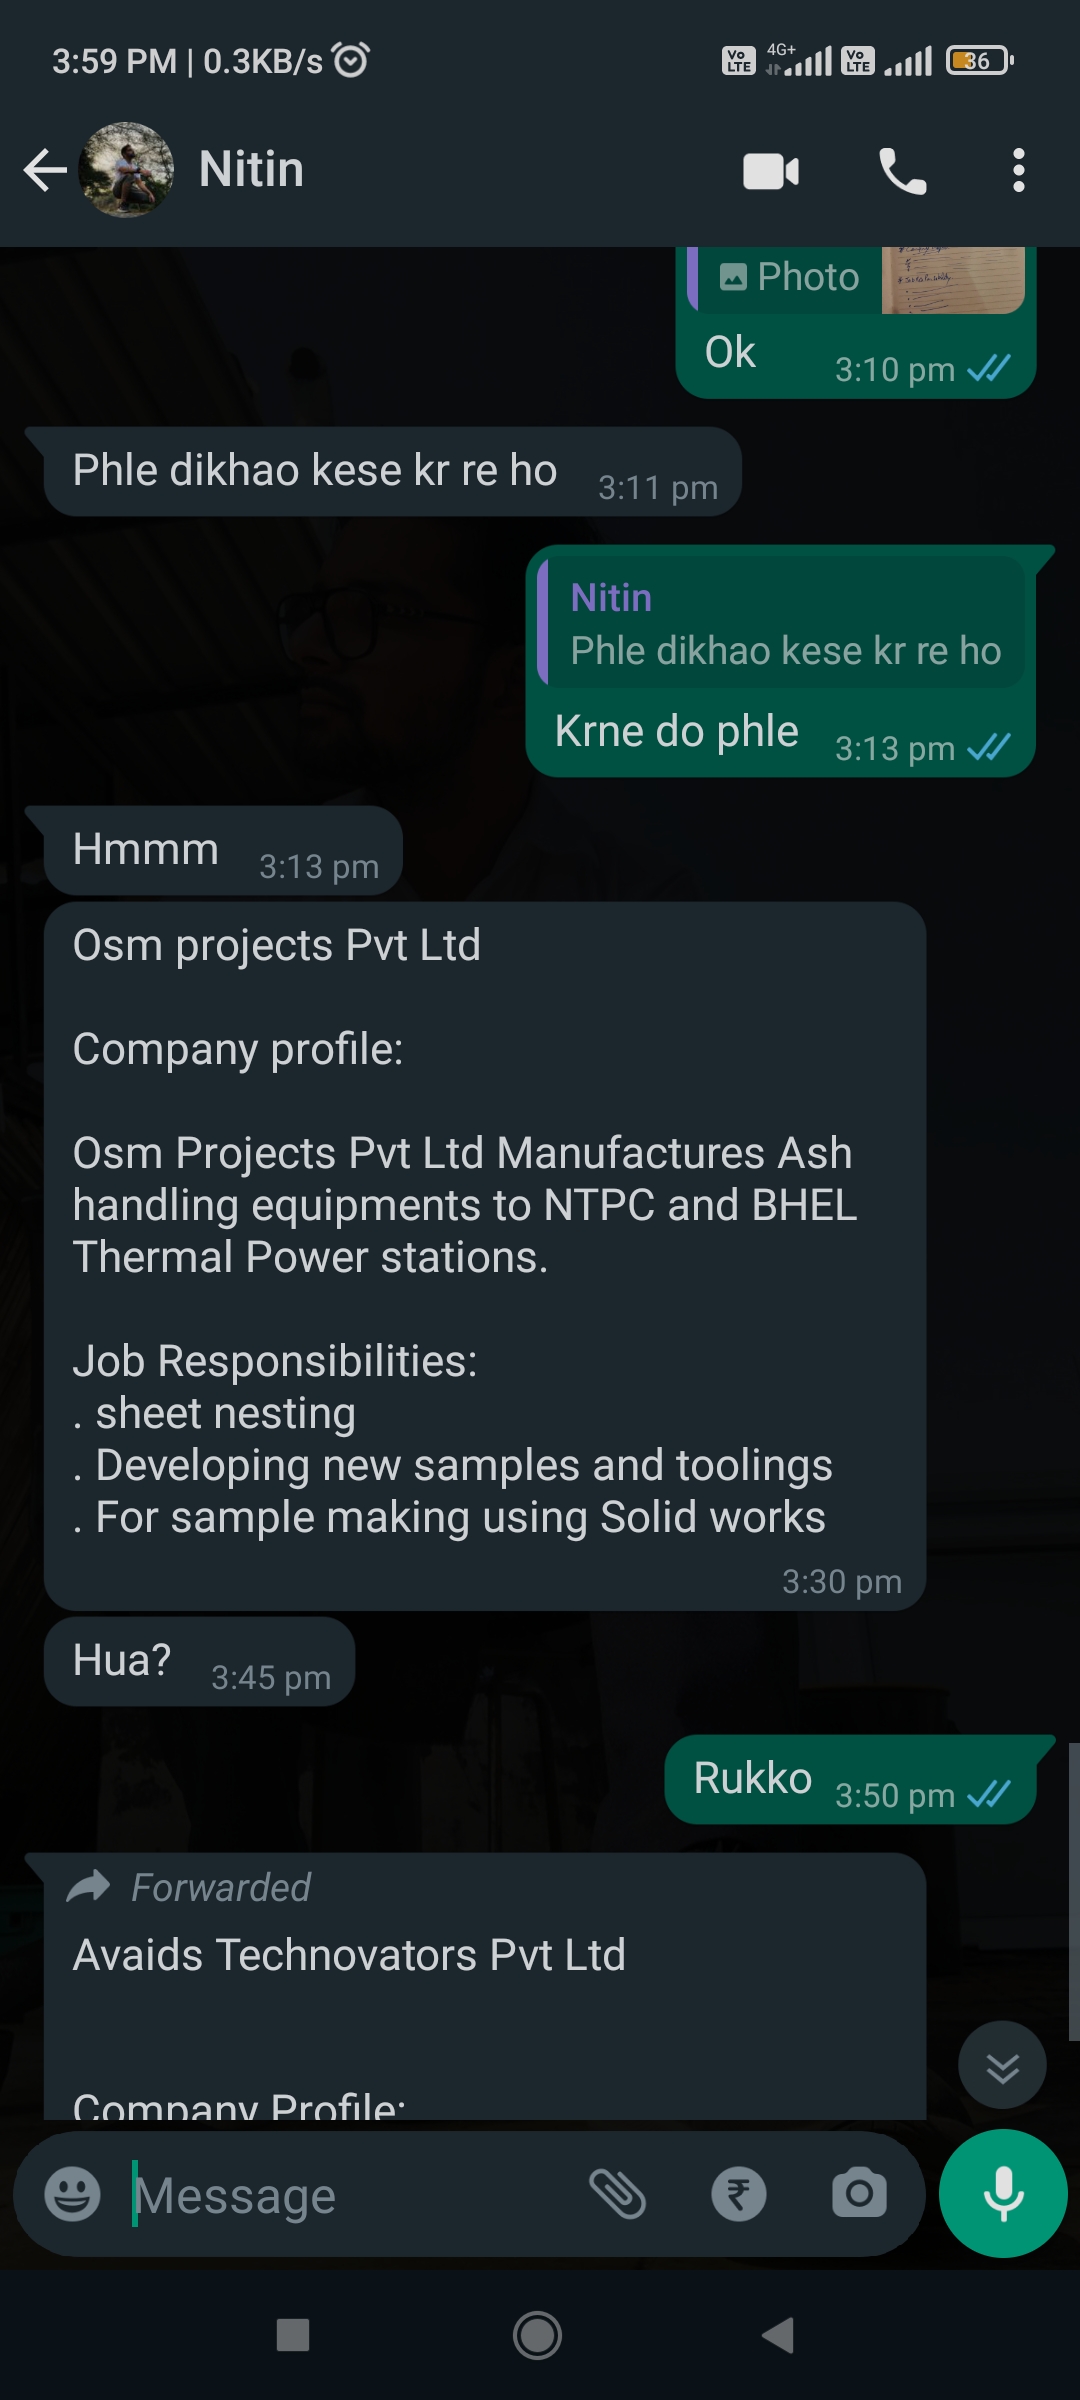 3:59 PM | 0.3KB/s
Vo LTE 4G+ Vo LTE 36
Nitin
Photo
Ok 3:10 pm
Phle dikhao kese kr re ho 3:11 pm
Nitin
Phle dikhao kese kr re ho
Krne do phle 3:13 pm
Hmmm 3:13 pm
Osm projects Pvt Ltd
Company profile:
Osm Projects Pvt Ltd Manufactures Ash
handling equipments to NTPC and BHEL
Thermal Power stations.
Job Responsibilities:
. sheet nesting
. Developing new samples and toolings
. For sample making using Solid works
3:30 pm
Hua? 3:45 pm
Rukko 3:50 pm
Forwarded
Avaids Technovators Pvt Ltd
Company Profile:
Message